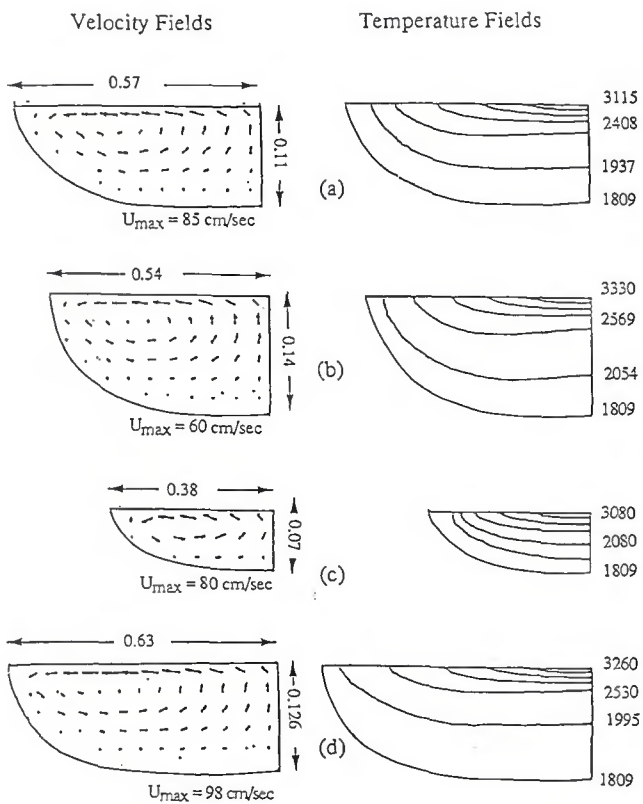 Velocity Fields
Temperature Fields
0.57
0.11
U_max = 85 cm/sec
(a)
3115
2408
1937
1809
0.54
0.14
U_max = 60 cm/sec
(b)
3330
2569
2054
1809
0.38
0.07
U_max = 80 cm/sec
(c)
3080
2080
1809
0.63
0.126
U_max = 98 cm/sec
(d)
3260
2530
1995
1809